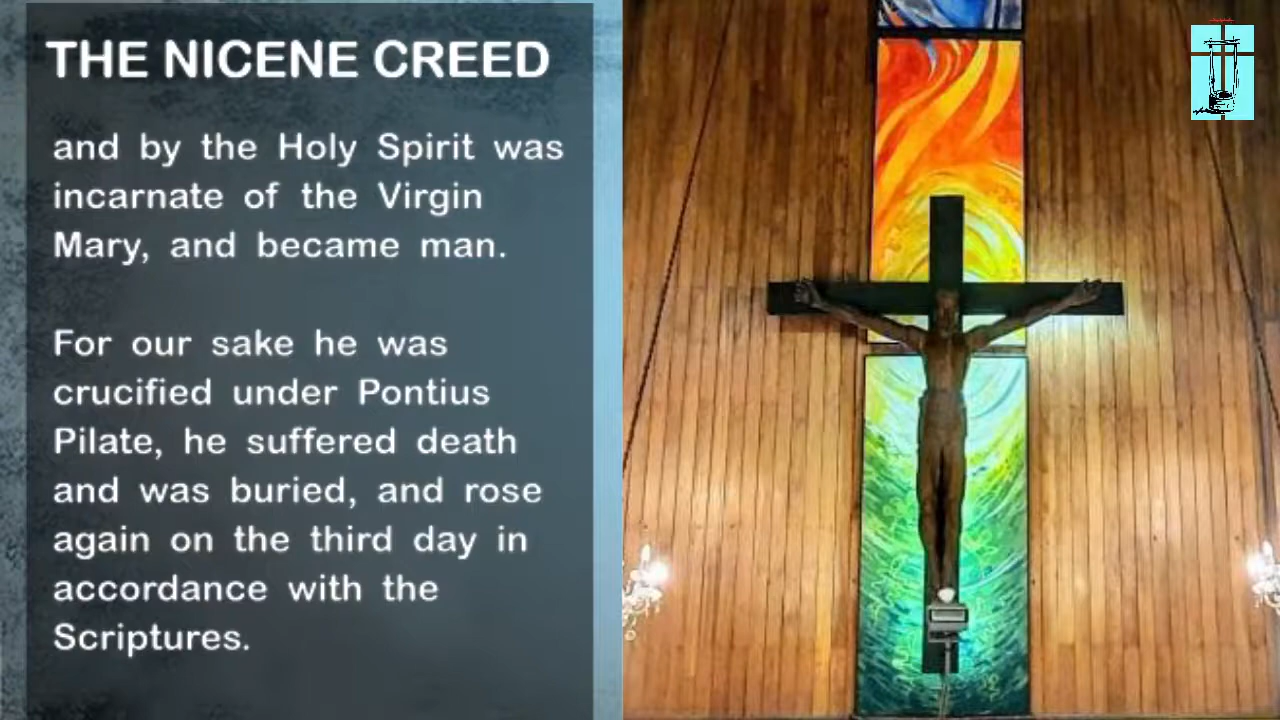 THE NICENE CREED
and by the Holy Spirit was
incarnate of the Virgin
Mary, and became man.
For our sake he was
crucified under Pontius
Pilate, he suffered death
and was buried, and rose
again on the third day in
accordance with the
Scriptures.